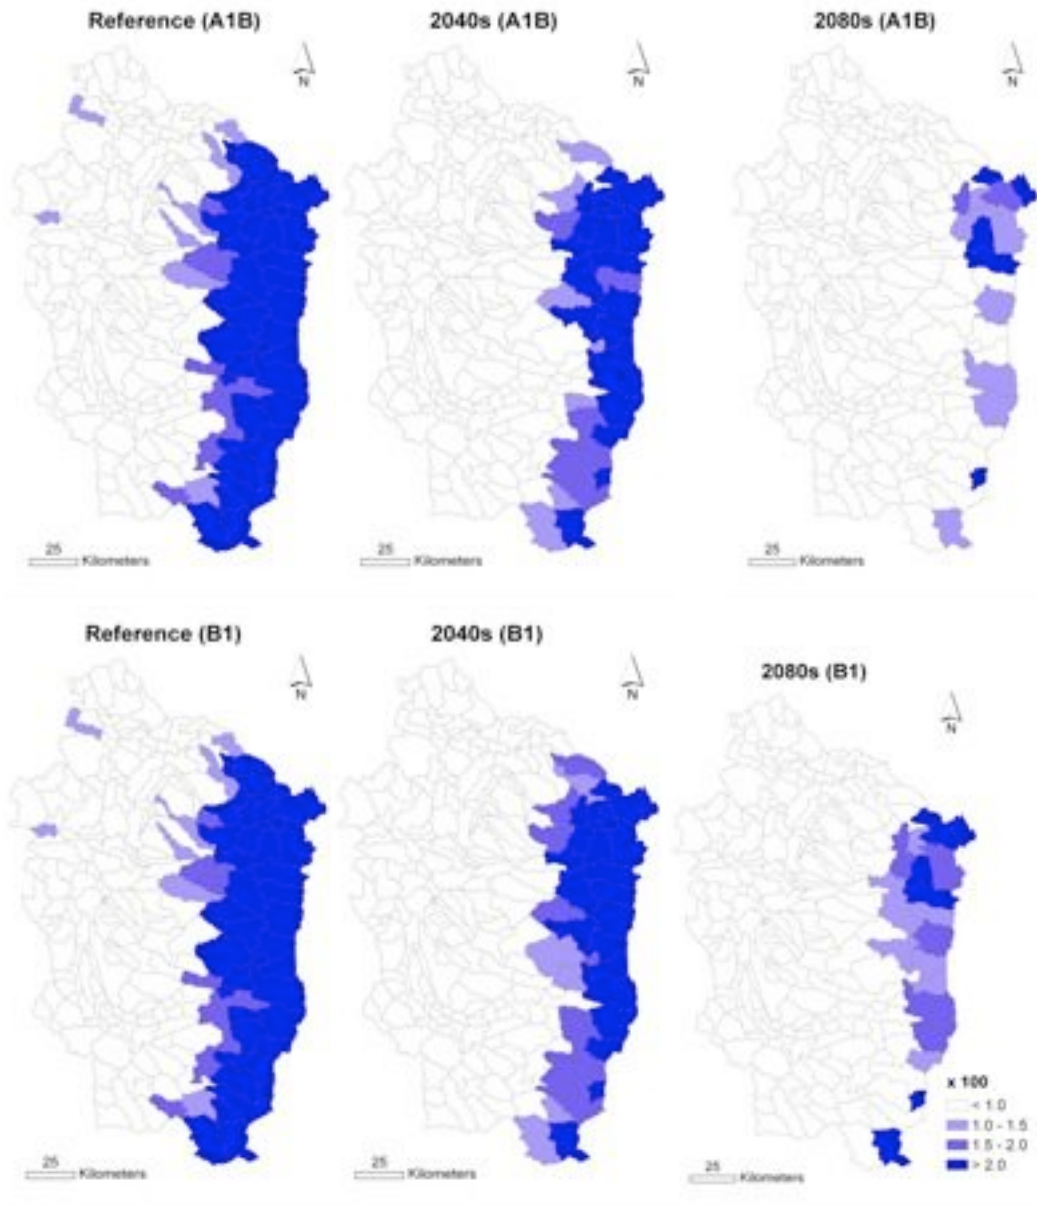 Reference (A1B)
2040s (A1B)
2080s (A1B)
N
N
N
25
Kilometers
25
Kilometers
25
Kilometers
Reference (B1)
2040s (B1)
2080s (B1)
N
N
N
x 100
< 1.0
1.0 - 1.5
1.5 - 2.0
> 2.0
25
Kilometers
25
Kilometers
25
Kilometers